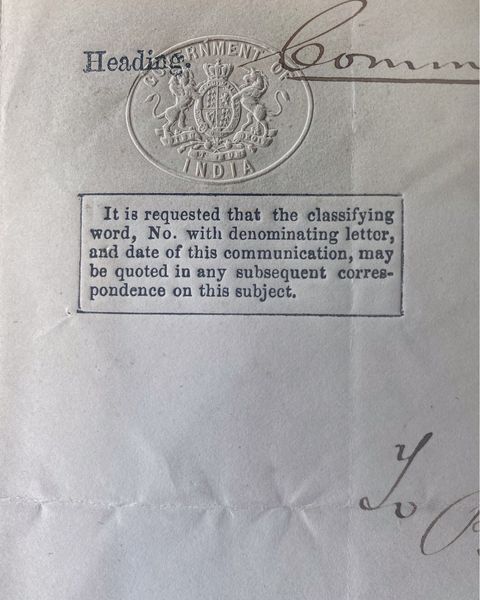 Heading:
GOVERNMENT OF
INDIA
It is requested that the classifying
word, No. with denominating letter,
and date of this communication, may
be quoted in any subsequent corres-
pondence on this subject.
To